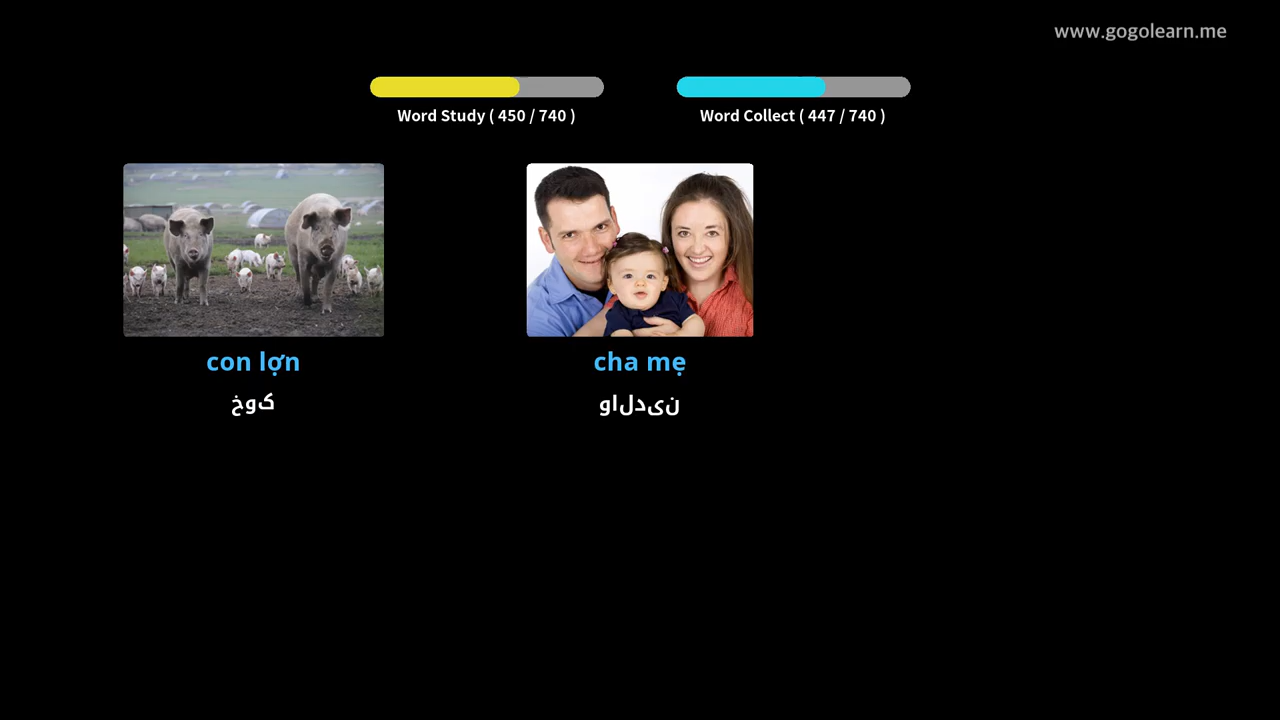 www.gogolearn.me
Word Study ( 450 / 740 )
Word Collect ( 447 / 740 )
con lợn
خوک
cha mẹ
والدین